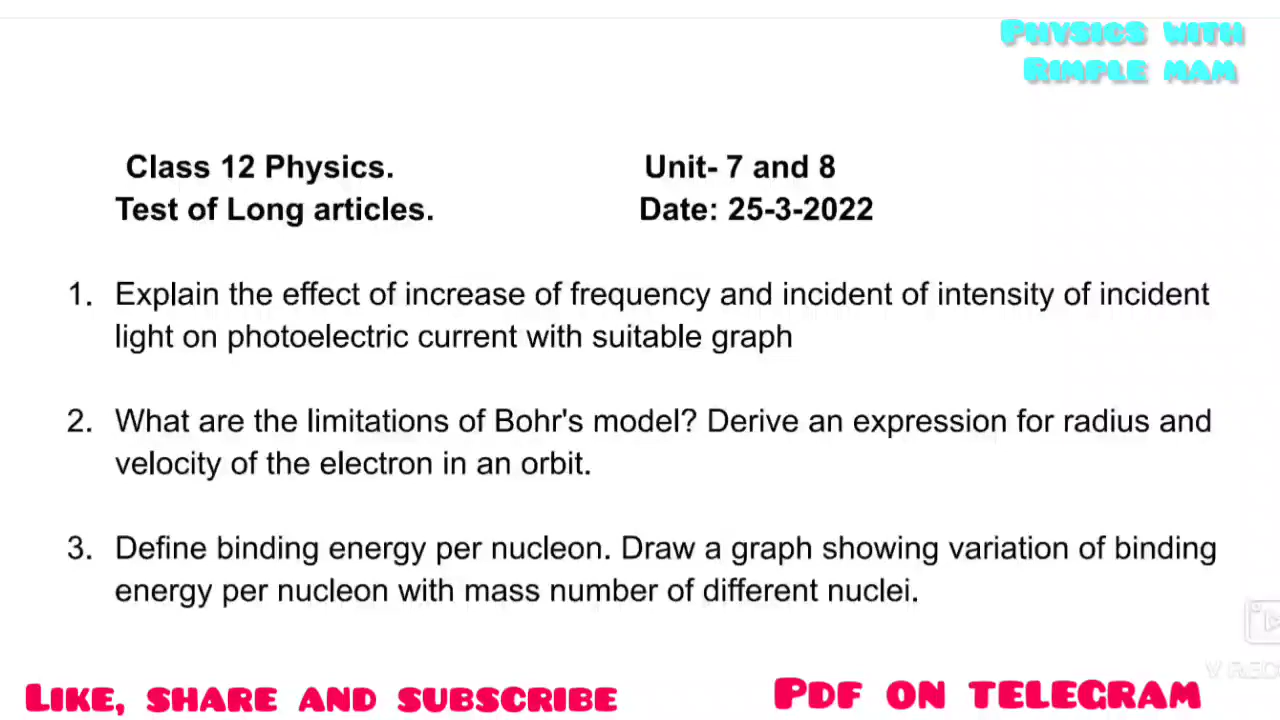 Physics with
Rimple mam
Class 12 Physics. Unit- 7 and 8
Test of Long articles. Date: 25-3-2022
1. Explain the effect of increase of frequency and incident of intensity of incident
light on photoelectric current with suitable graph
2. What are the limitations of Bohr's model? Derive an expression for radius and
velocity of the electron in an orbit.
3. Define binding energy per nucleon. Draw a graph showing variation of binding
energy per nucleon with mass number of different nuclei.
Like, share and subscribe
Pdf on telegram